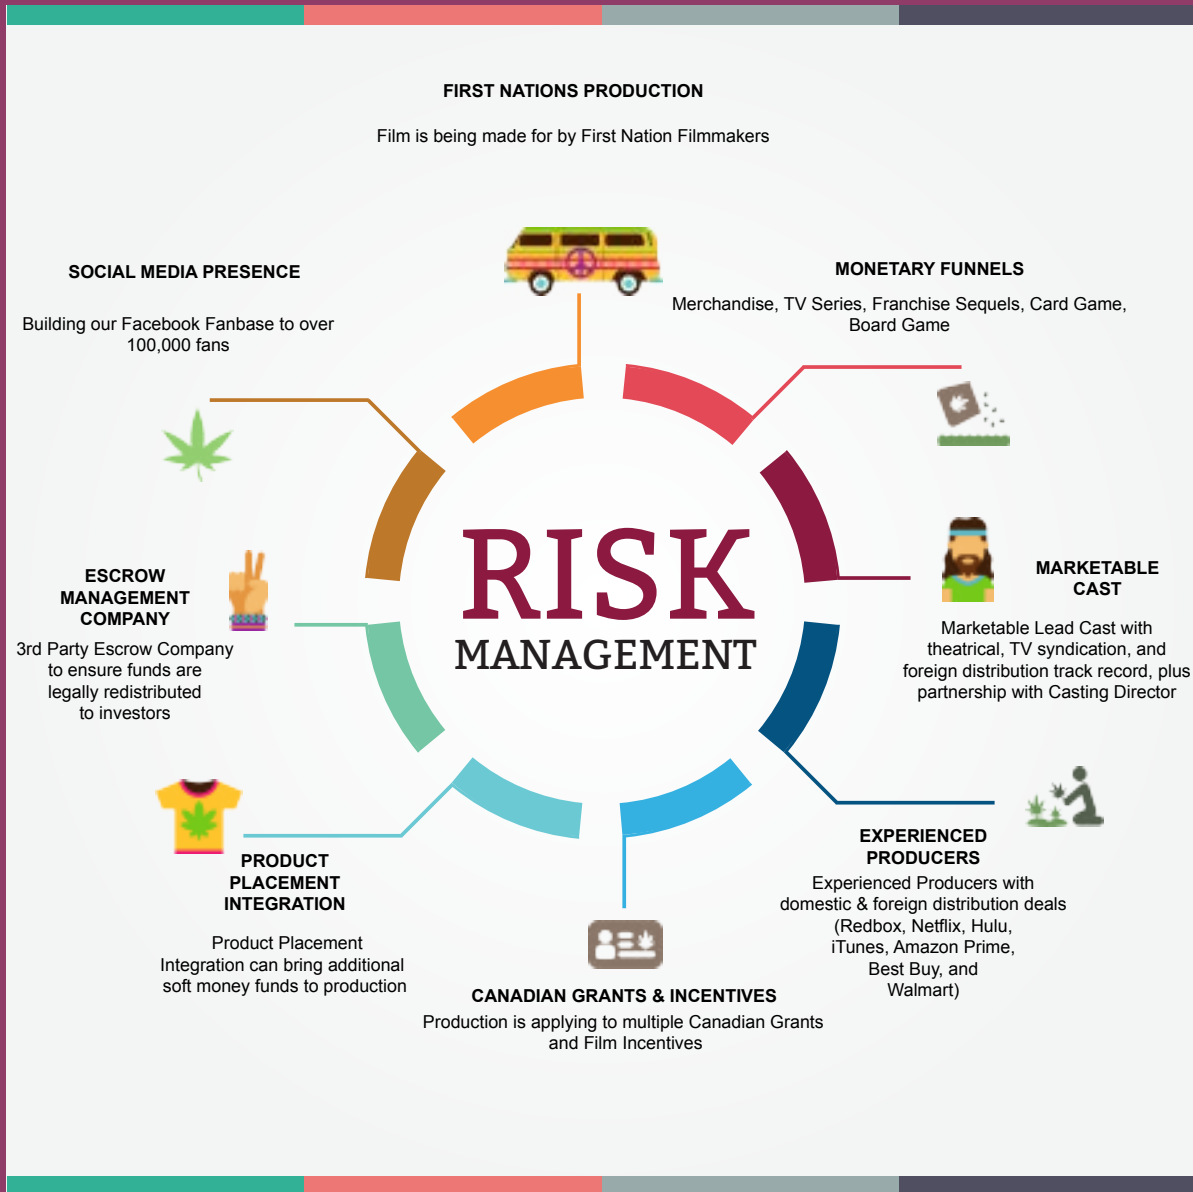 FIRST NATIONS PRODUCTION
Film is being made for by First Nation Filmmakers
SOCIAL MEDIA PRESENCE
Building our Facebook Fanbase to over
100,000 fans
MONETARY FUNNELS
Merchandise, TV Series, Franchise Sequels, Card Game,
Board Game
RISK
MANAGEMENT
ESCROW
MANAGEMENT
COMPANY
3rd Party Escrow Company
to ensure funds are
legally redistributed
to investors
MARKETABLE
CAST
Marketable Lead Cast with
theatrical, TV syndication, and
foreign distribution track record, plus
partnership with Casting Director
PRODUCT
PLACEMENT
INTEGRATION
Product Placement
Integration can bring additional
soft money funds to production
CANADIAN GRANTS & INCENTIVES
Production is applying to multiple Canadian Grants
and Film Incentives
EXPERIENCED
PRODUCERS
Experienced Producers with
domestic & foreign distribution deals
(Redbox, Netflix, Hulu,
iTunes, Amazon Prime,
Best Buy, and
Walmart)